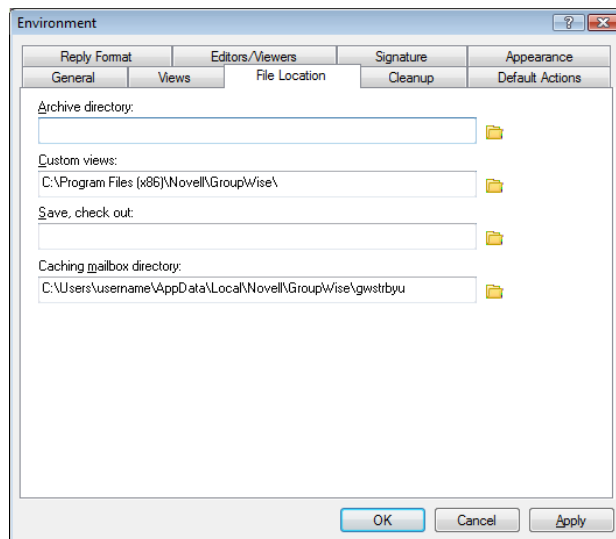 Environment
?
Reply Format Editors/Viewers Signature Appearance
General Views File Location Cleanup Default Actions
Archive directory:
Custom views:
C:\Program Files (x86)\Novell\GroupWise\
Save, check out:
Caching mailbox directory:
C:\Users\username\AppData\Local\Novell\GroupWise\gwstrbyu
OK Cancel Apply